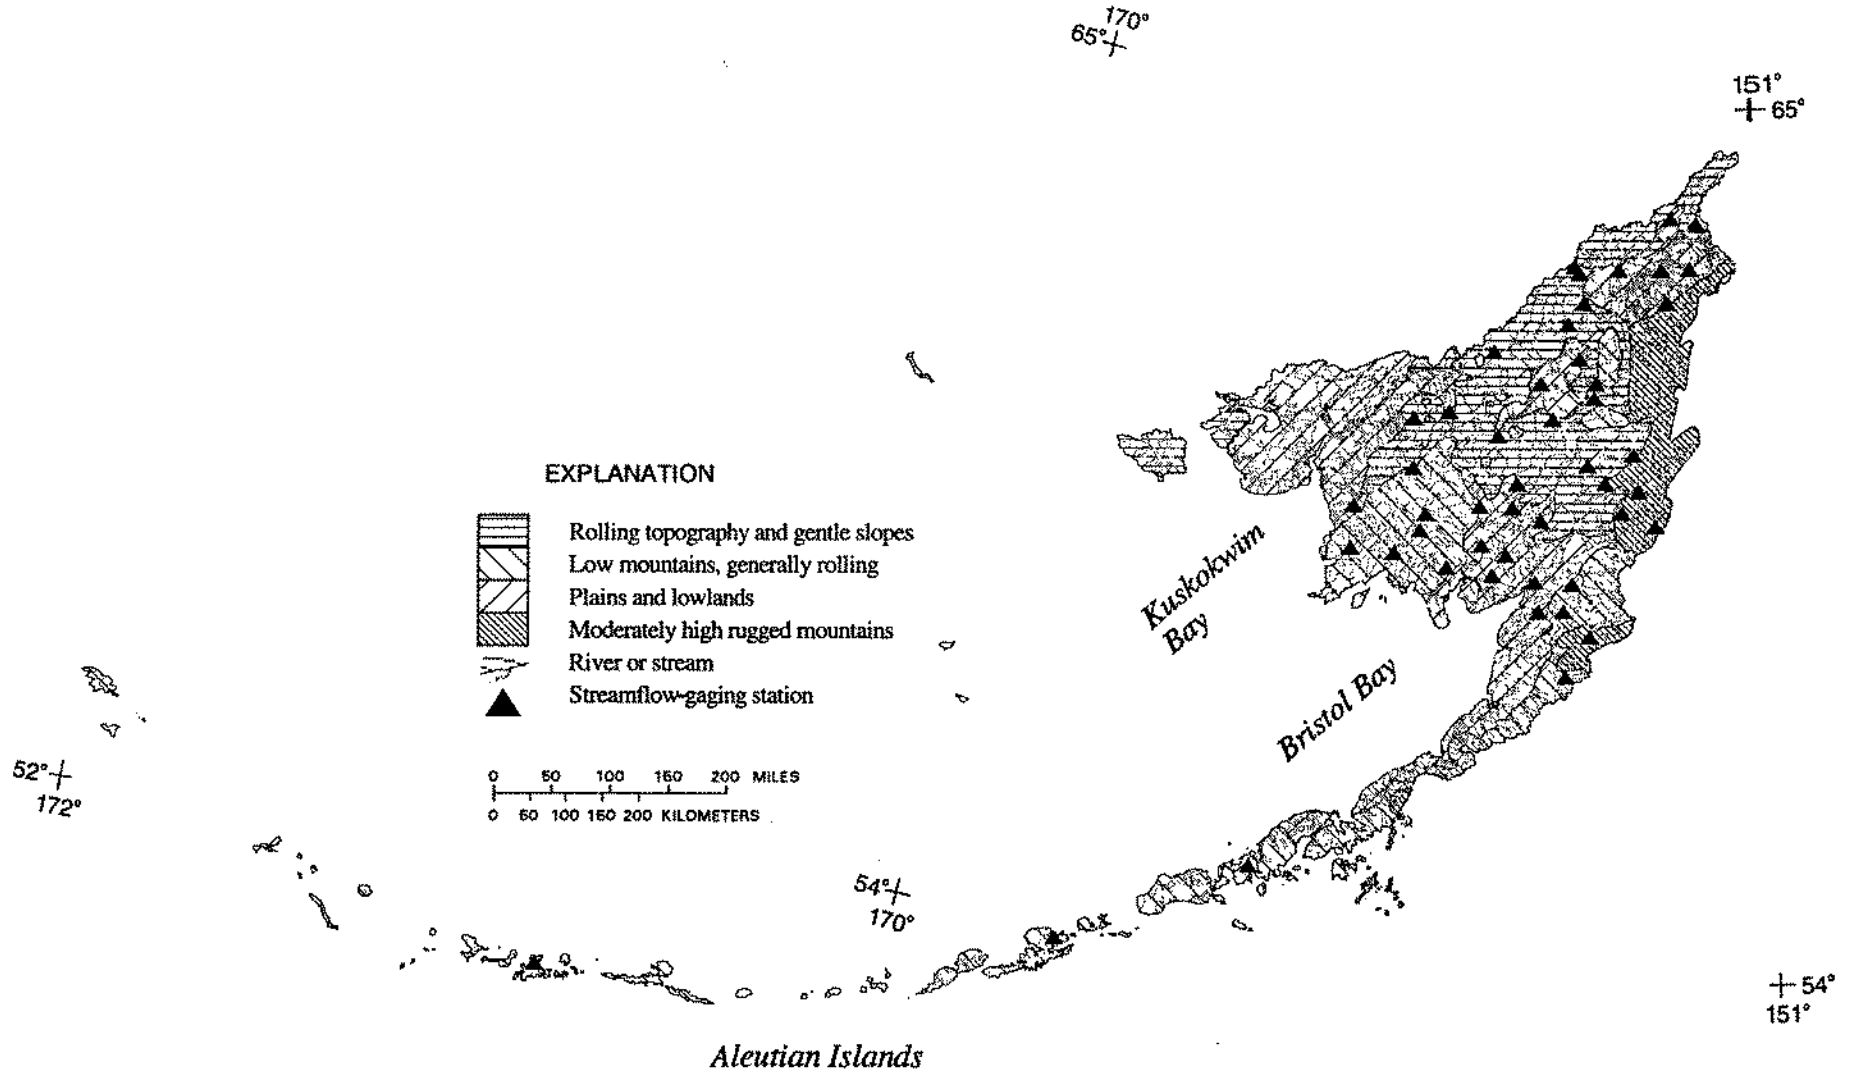 170°
65°
151°
65°
EXPLANATION
Rolling topography and gentle slopes
Low mountains, generally rolling
Plains and lowlands
Moderately high rugged mountains
River or stream
Streamflow-gaging station
Kuskokwim
Bay
Bristol Bay
52°
172°
0 50 100 150 200 MILES
0 50 100 150 200 KILOMETERS
54°
170°
54°
151°
Aleutian Islands